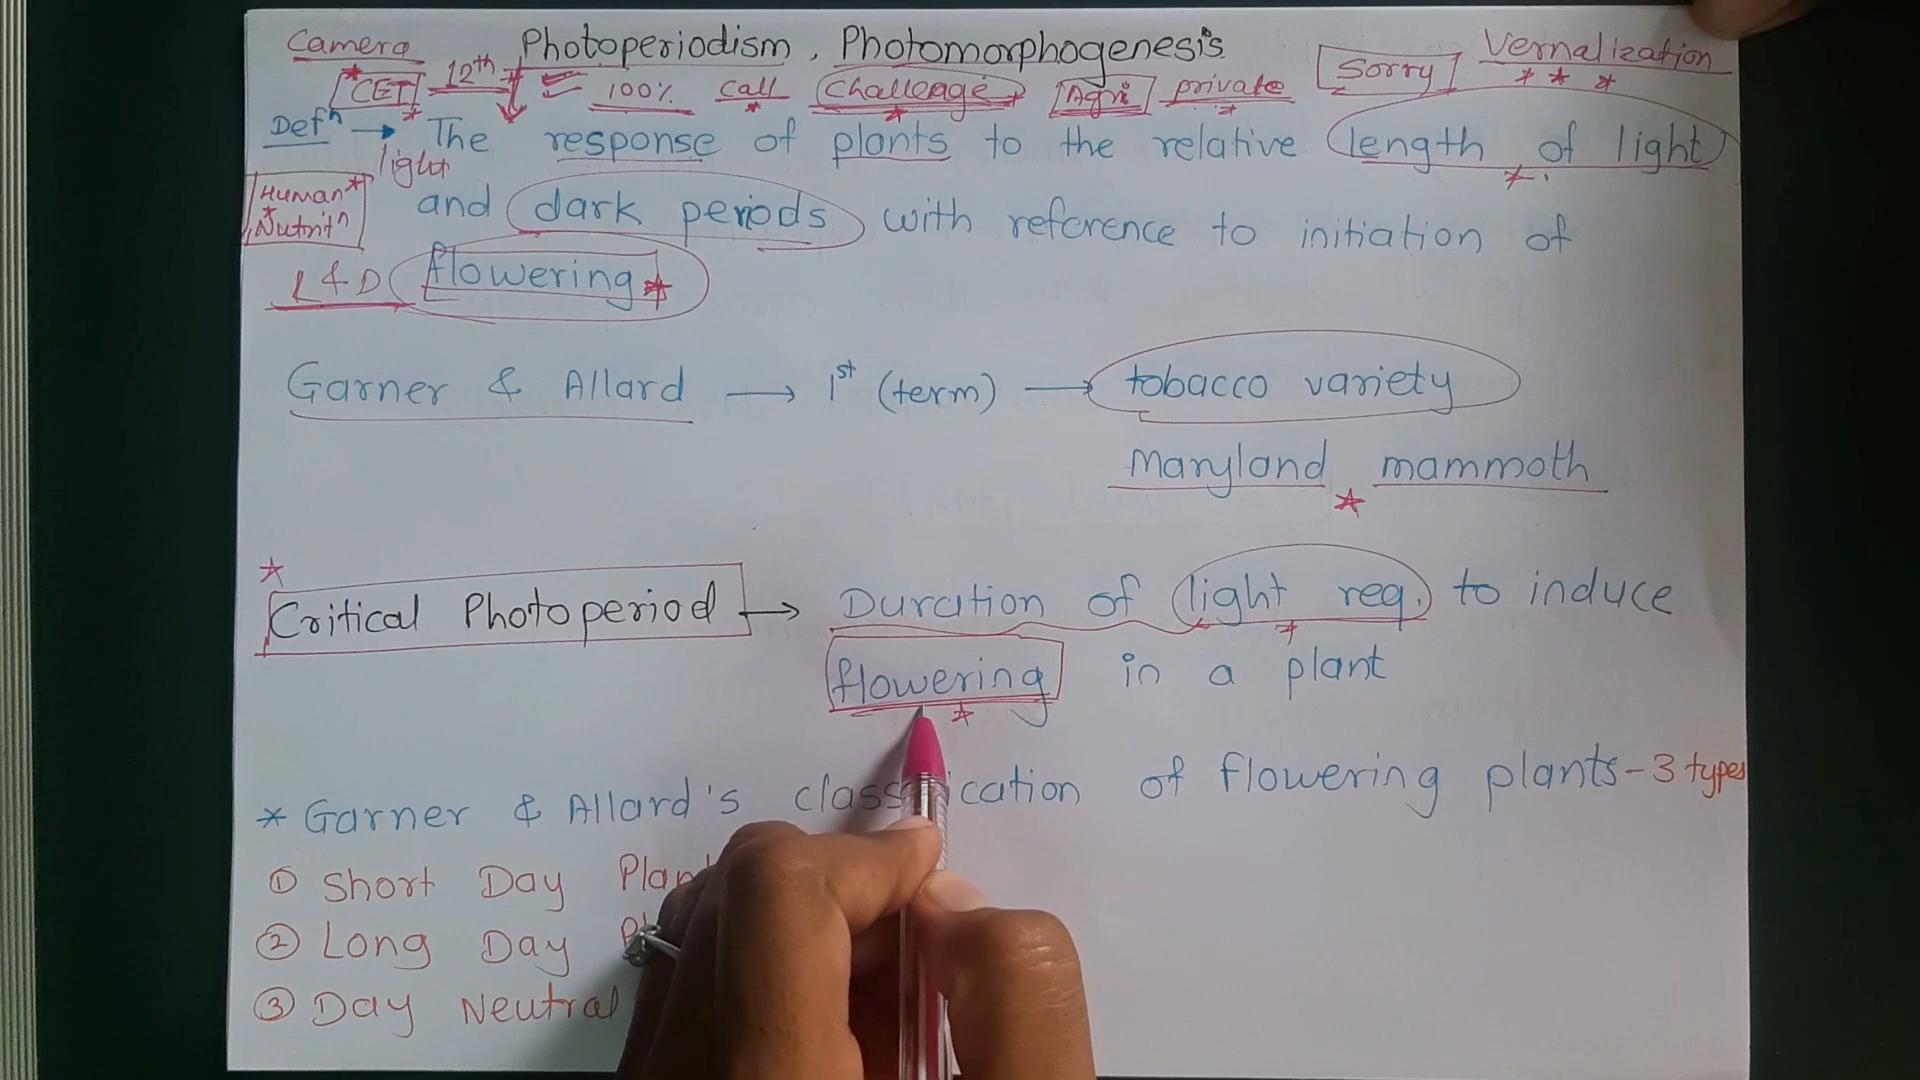 Camera Photoperiodism, Photomorphogenesis Vernalization
CET 12th 100% call Challenge Agri private Sorry
Defn → The response of plants to the relative length of light
light
Human Nutritn and dark periods with reference to initiation of
L & D flowering
Garner & Allard → 1st (term) → tobacco variety
Maryland mammoth
Critical Photoperiod → Duration of light req. to induce
flowering in a plant
* Garner & Allard's classification of flowering plants - 3 types
① Short Day Plan
② Long Day Pl
③ Day Neutral